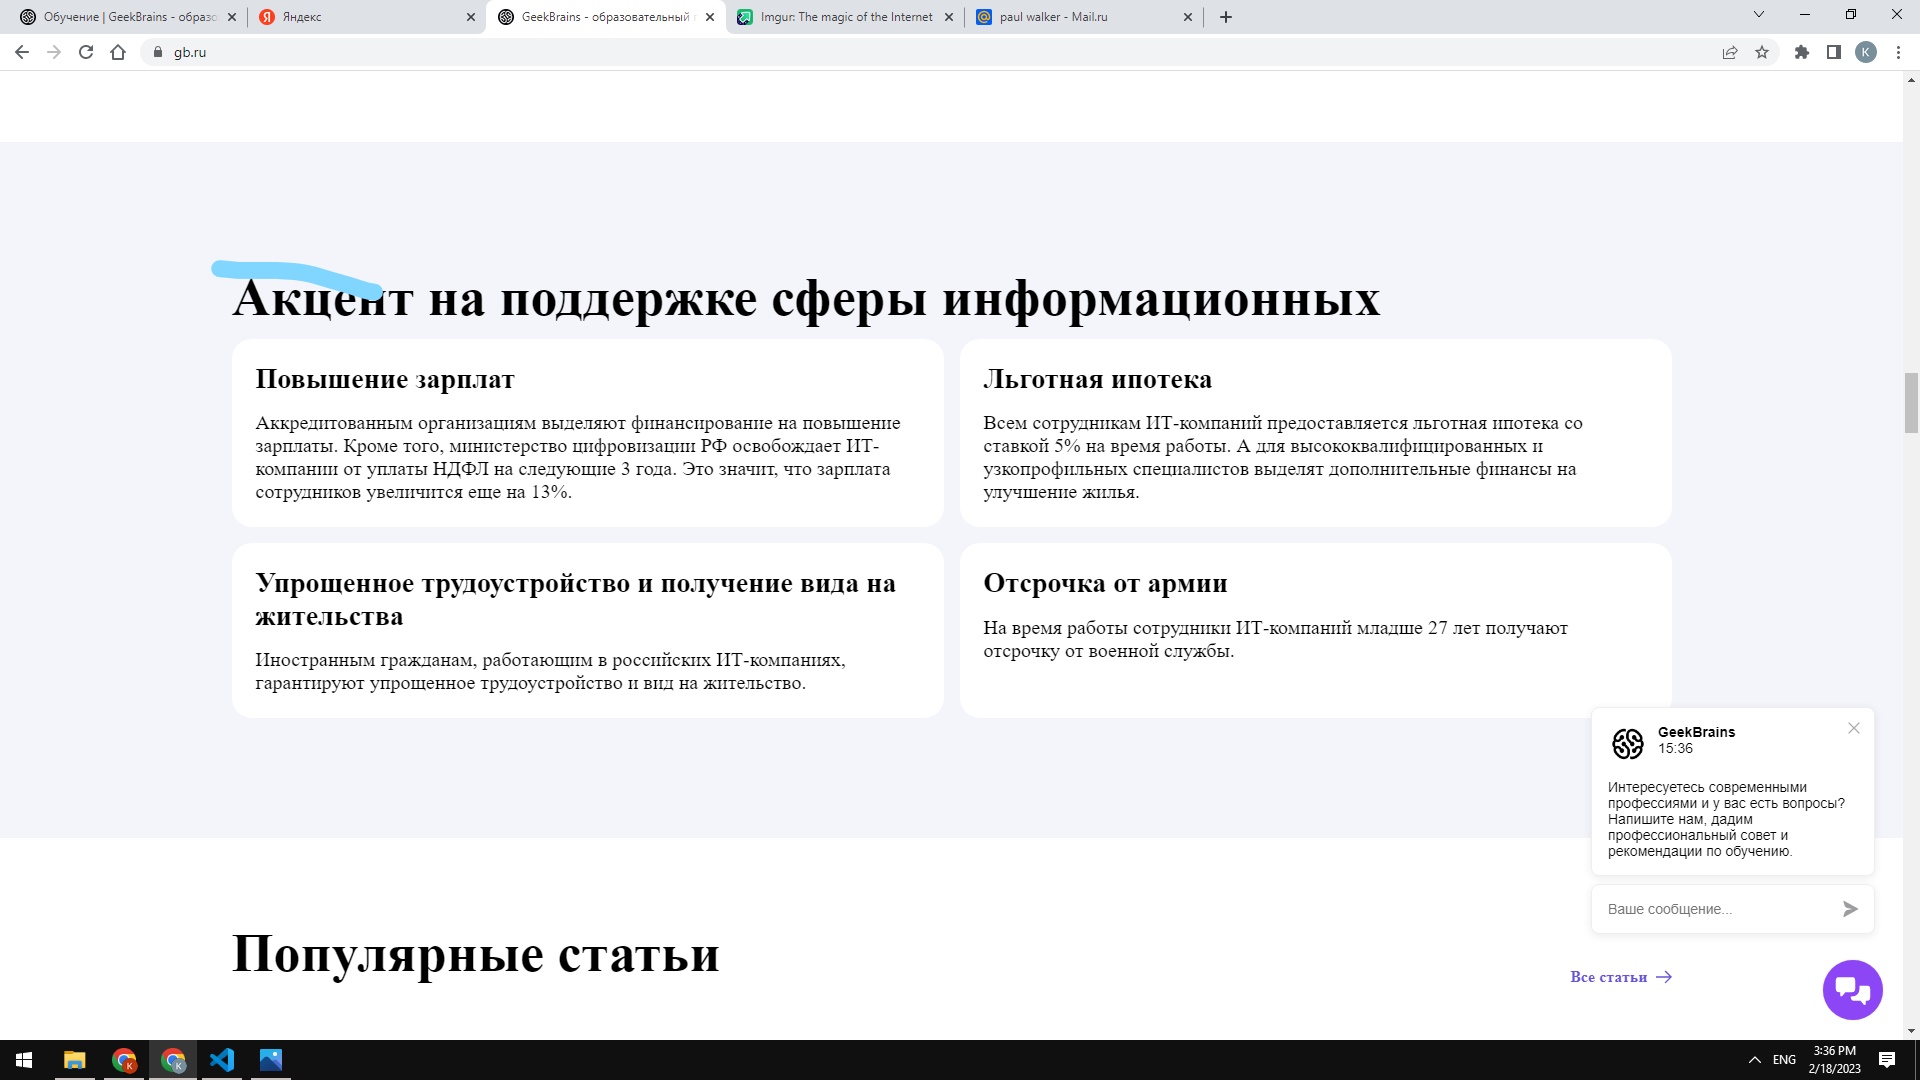 Обучение | GeekBrains - образо
Яндекс
GeekBrains - образовательный
Imgur: The magic of the Internet
paul walker - Mail.ru
gb.ru
K
Акцент на поддержке сферы информационных
Повышение зарплат
Аккредитованным организациям выделяют финансирование на повышение
зарплаты. Кроме того, министерство цифровизации РФ освобождает ИТ-
компании от уплаты НДФЛ на следующие 3 года. Это значит, что зарплата
сотрудников увеличится еще на 13%.
Льготная ипотека
Всем сотрудникам ИТ-компаний предоставляется льготная ипотека со
ставкой 5% на время работы. А для высококвалифицированных и
узкопрофильных специалистов выделят дополнительные финансы на
улучшение жилья.
Упрощенное трудоустройство и получение вида на
жительства
Иностранным гражданам, работающим в российских ИТ-компаниях,
гарантируют упрощенное трудоустройство и вид на жительство.
Отсрочка от армии
На время работы сотрудники ИТ-компаний младше 27 лет получают
отсрочку от военной службы.
GeekBrains
15:36
Интересуетесь современными
профессиями и у вас есть вопросы?
Напишите нам, дадим
профессиональный совет и
рекомендации по обучению.
Ваше сообщение...
Популярные статьи
Все статьи
ENG
3:36 PM
2/18/2023